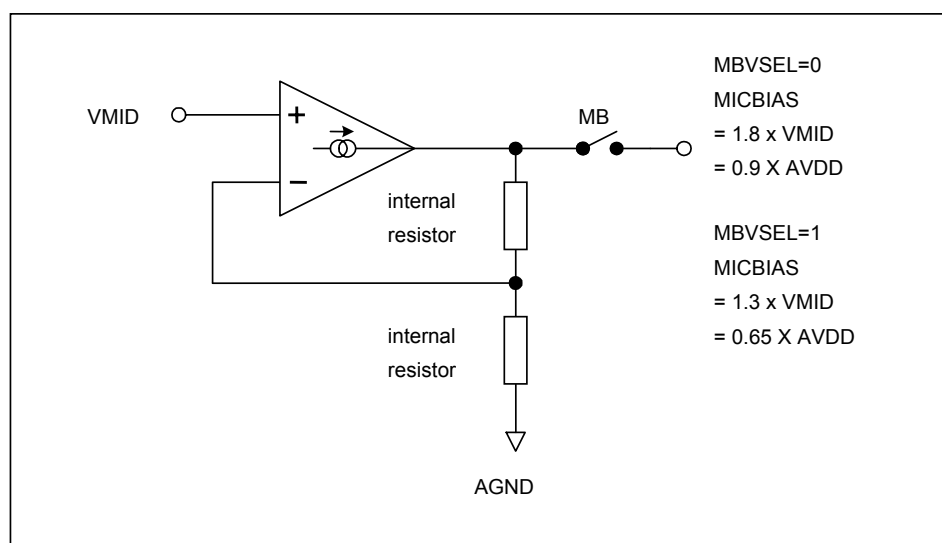 MBVSEL=0
MICBIAS
= 1.8 x VMID
= 0.9 X AVDD
VMID
+
−
MB
internal
resistor
MBVSEL=1
MICBIAS
= 1.3 x VMID
= 0.65 X AVDD
internal
resistor
AGND